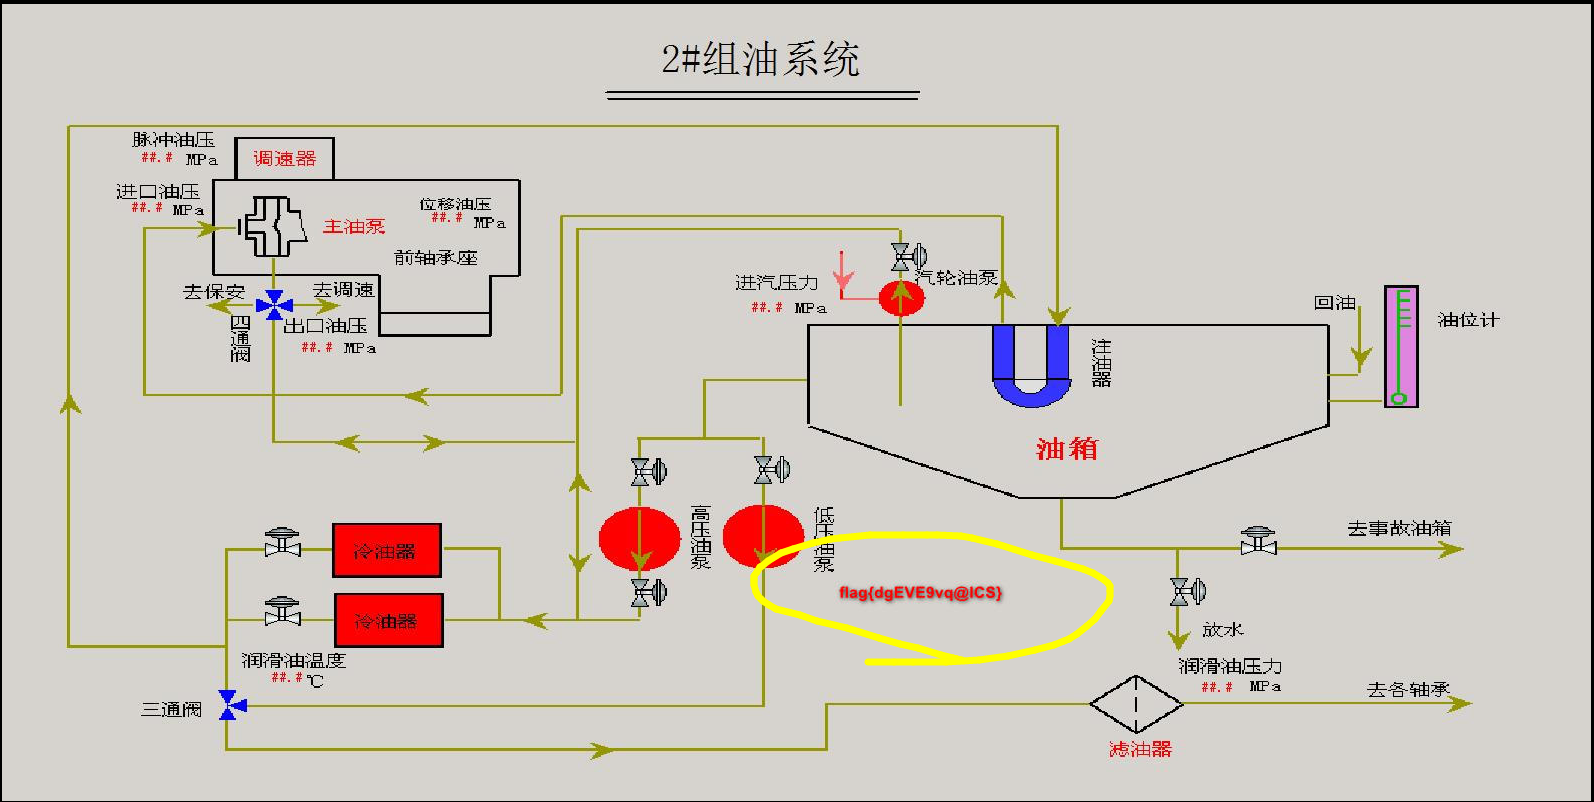 2#组油系统
脉冲油压
##.# MPa
调速器
进口油压
##.# MPa
主油泵
位移油压
##.# MPa
前轴承座
去保安
去调速
四通阀
出口油压
##.# MPa
进汽压力
##.# MPa
汽轮油泵
注油器
回油
油位计
油箱
高压油泵
低压油泵
flag{dgEVE9vq@ICS}
冷油器
冷油器
润滑油温度
##.# ℃
三通阀
去事故油箱
放水
润滑油压力
##.# MPa
去各轴承
滤油器